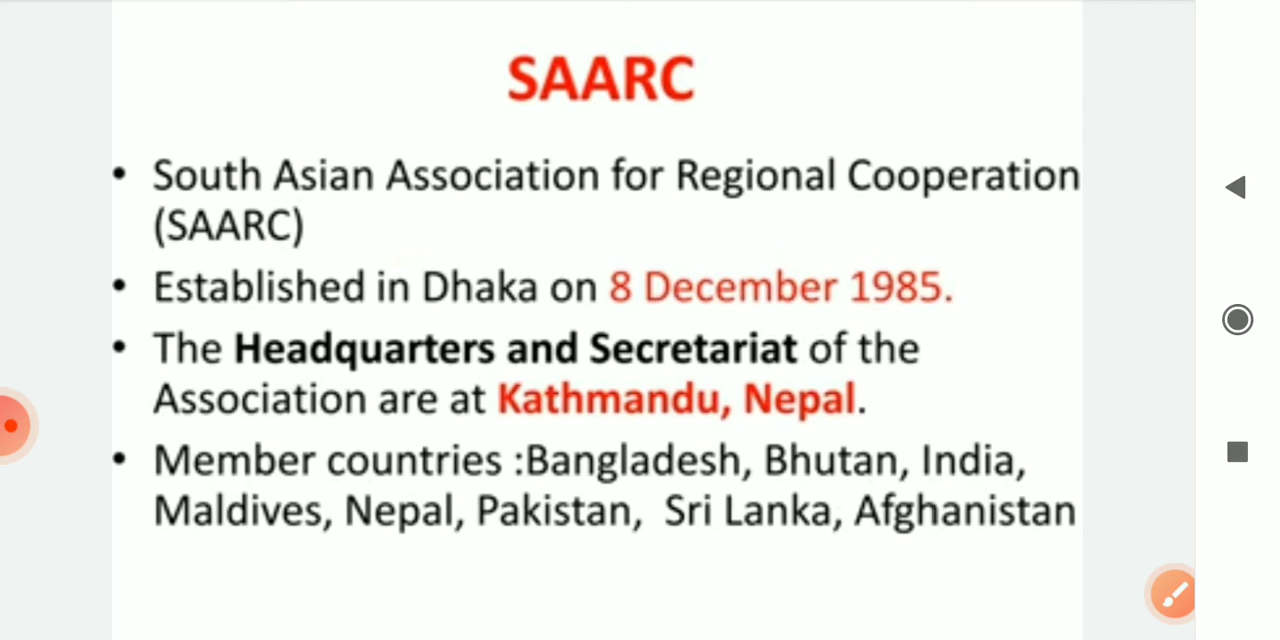 SAARC
• South Asian Association for Regional Cooperation
(SAARC)
• Established in Dhaka on 8 December 1985.
• The Headquarters and Secretariat of the
Association are at Kathmandu, Nepal.
• Member countries :Bangladesh, Bhutan, India,
Maldives, Nepal, Pakistan,  Sri Lanka, Afghanistan